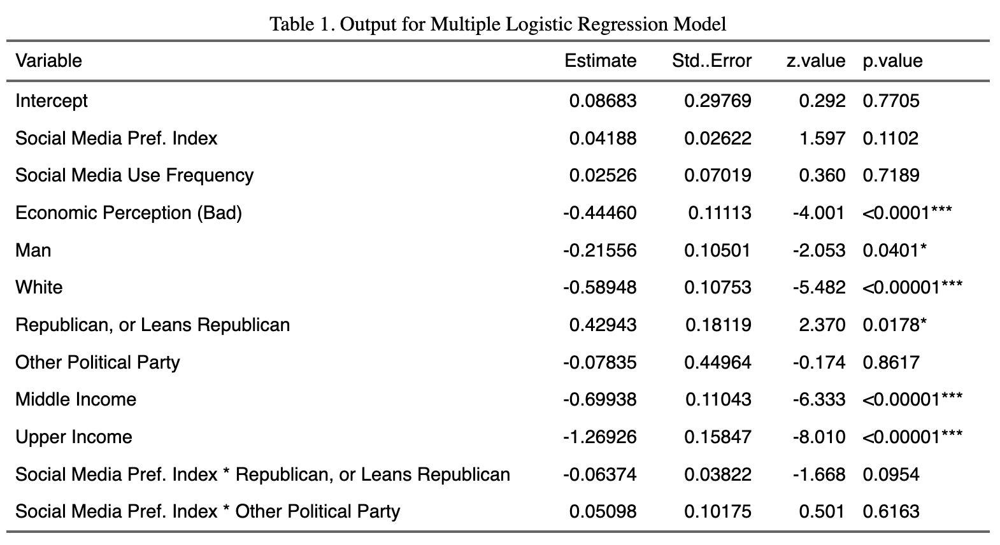 Table 1. Output for Multiple Logistic Regression Model
Variable Estimate Std..Error z.value p.value
Intercept 0.08683 0.29769 0.292 0.7705
Social Media Pref. Index 0.04188 0.02622 1.597 0.1102
Social Media Use Frequency 0.02526 0.07019 0.360 0.7189
Economic Perception (Bad) -0.44460 0.11113 -4.001 <0.0001***
Man -0.21556 0.10501 -2.053 0.0401*
White -0.58948 0.10753 -5.482 <0.00001***
Republican, or Leans Republican 0.42943 0.18119 2.370 0.0178*
Other Political Party -0.07835 0.44964 -0.174 0.8617
Middle Income -0.69938 0.11043 -6.333 <0.00001***
Upper Income -1.26926 0.15847 -8.010 <0.00001***
Social Media Pref. Index * Republican, or Leans Republican -0.06374 0.03822 -1.668 0.0954
Social Media Pref. Index * Other Political Party 0.05098 0.10175 0.501 0.6163